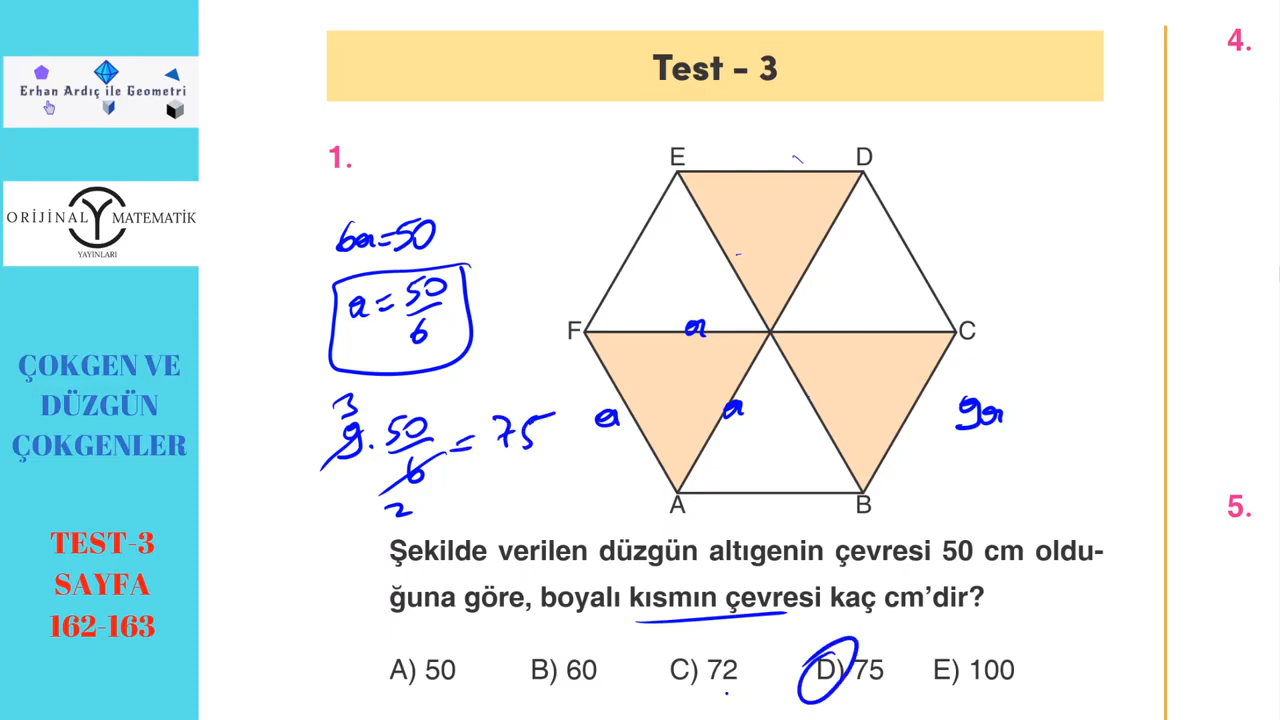 Erhan Ardıç ile Geometri
ORİJİNAL MATEMATİK
YAYINLARI
ÇOKGEN VE
DÜZGÜN
ÇOKGENLER
TEST-3
SAYFA
162-163
Test - 3
1.
E
D
F
C
A
B
a
a
a
9a
6a=50
a = 50/6
3
9 . 50/6 = 75
2
Şekilde verilen düzgün altıgenin çevresi 50 cm oldu-
ğuna göre, boyalı kısmın çevresi kaç cm'dir?
A) 50 B) 60 C) 72 D) 75 E) 100
4.
5.